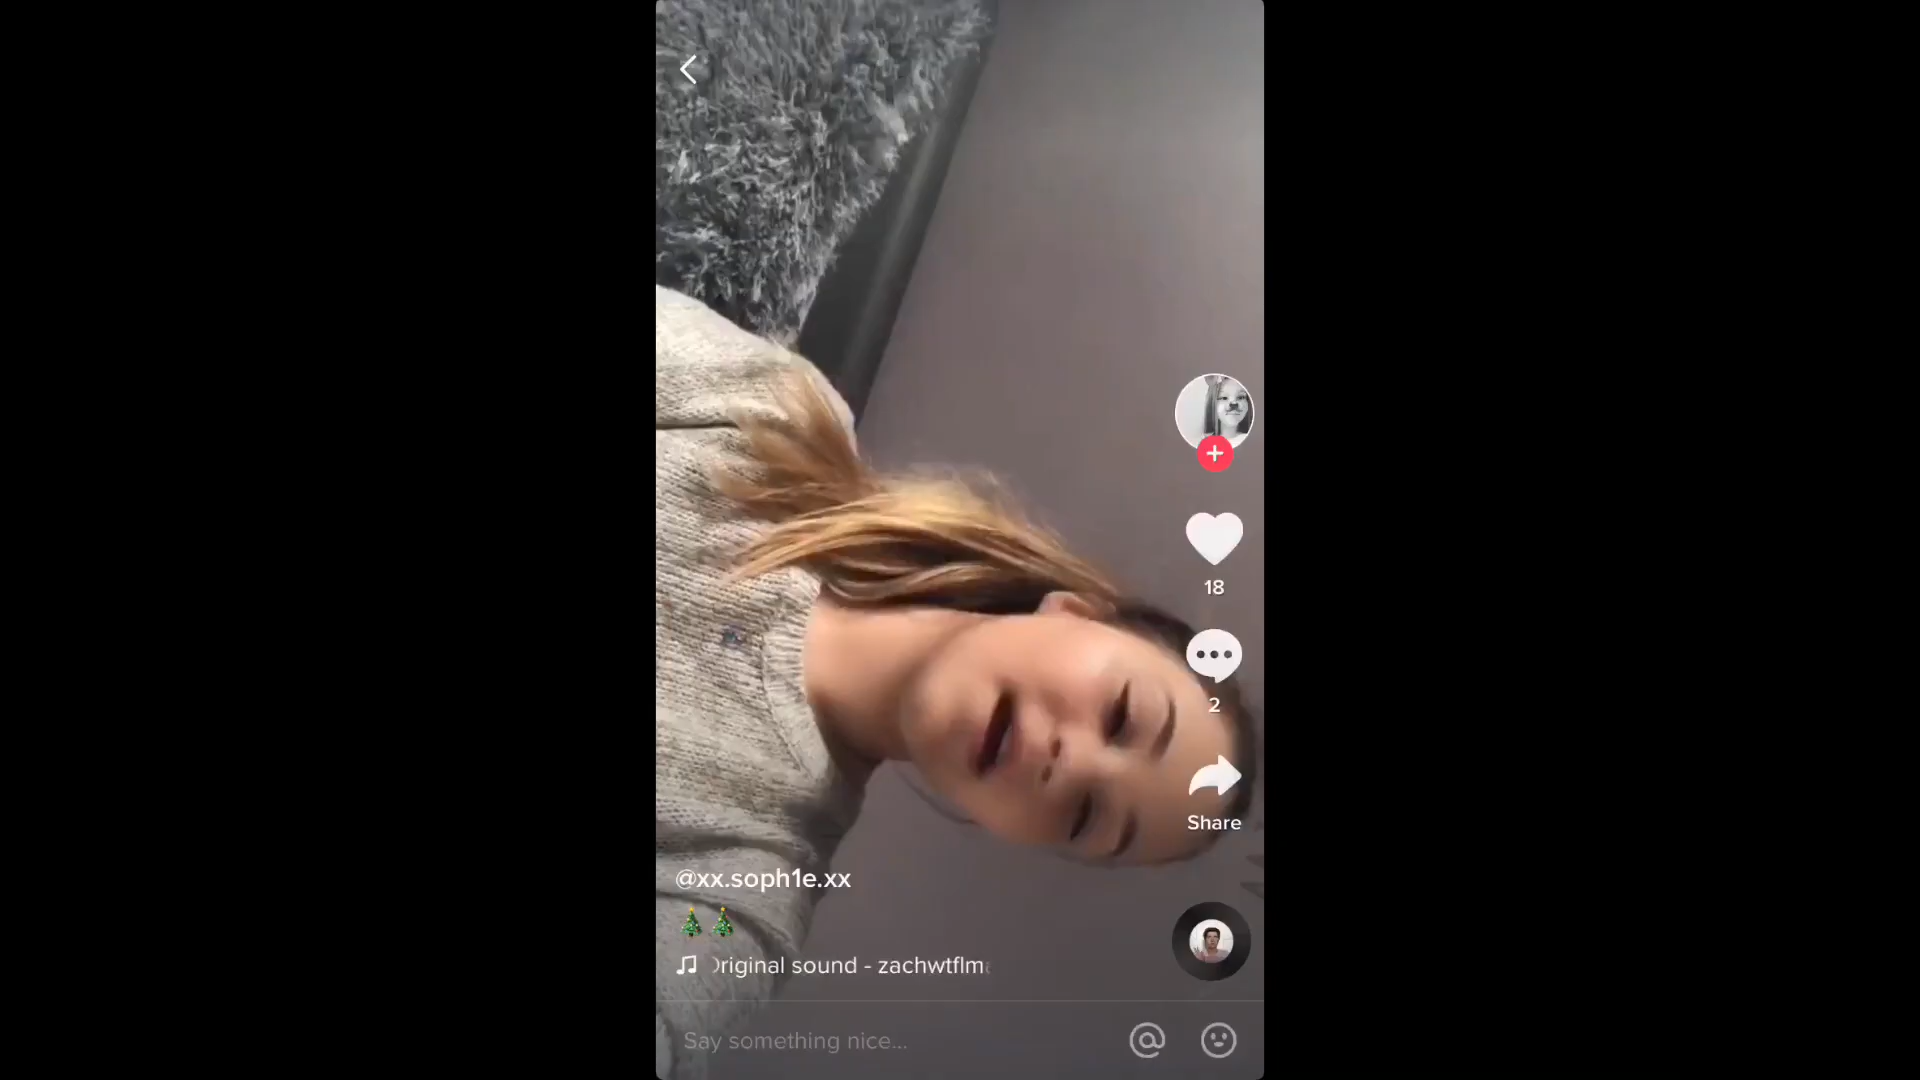 18
2
Share
@xx.soph1e.xx
🎄🎄
riginal sound - zachwtflm
Say something nice...